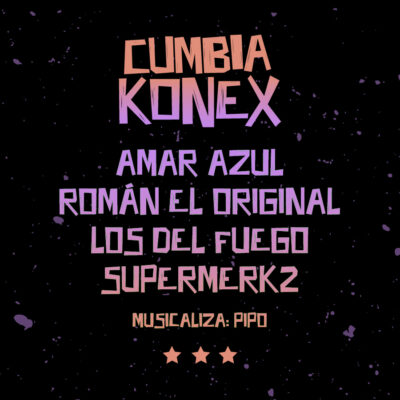 CUMBIA
KONEX
AMAR AZUL
ROMÁN EL ORIGINAL
LOS DEL FUEGO
SUPERMERK2
MUSICALIZA: PIPO